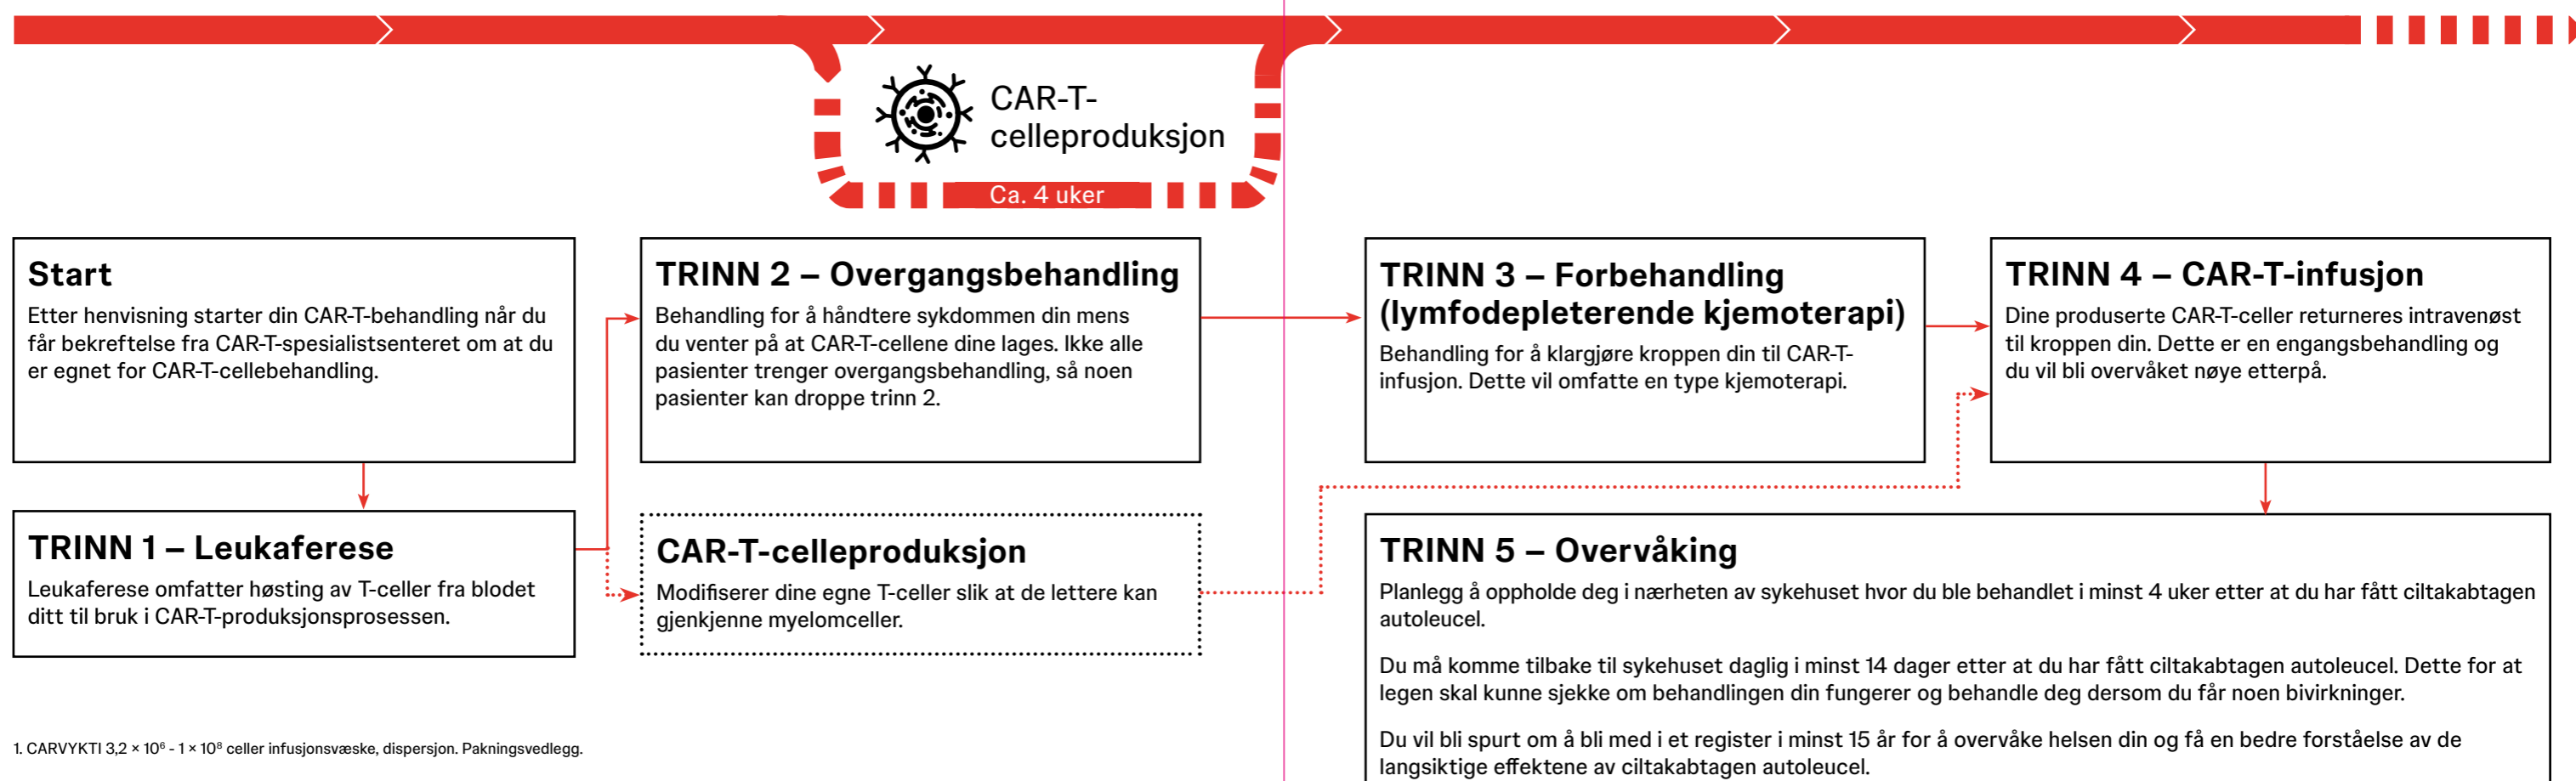 CAR-T-
celleproduksjon
Ca. 4 uker
Start
Etter henvisning starter din CAR-T-behandling når du
får bekreftelse fra CAR-T-spesialistsenteret om at du
er egnet for CAR-T-cellebehandling.
TRINN 1 – Leukaferese
Leukaferese omfatter høsting av T-celler fra blodet
ditt til bruk i CAR-T-produksjonsprosessen.
TRINN 2 – Overgangsbehandling
Behandling for å håndtere sykdommen din mens
du venter på at CAR-T-cellene dine lages. Ikke alle
pasienter trenger overgangsbehandling, så noen
pasienter kan droppe trinn 2.
CAR-T-celleproduksjon
Modifiserer dine egne T-celler slik at de lettere kan
gjenkjenne myelomceller.
TRINN 3 – Forbehandling
(lymfodepleterende kjemoterapi)
Behandling for å klargjøre kroppen din til CAR-T-
infusjon. Dette vil omfatte en type kjemoterapi.
TRINN 4 – CAR-T-infusjon
Dine produserte CAR-T-celler returneres intravenøst
til kroppen din. Dette er en engangsbehandling og
du vil bli overvåket nøye etterpå.
TRINN 5 – Overvåking
Planlegg å oppholde deg i nærheten av sykehuset hvor du ble behandlet i minst 4 uker etter at du har fått ciltakabtagen
autoleucel.
Du må komme tilbake til sykehuset daglig i minst 14 dager etter at du har fått ciltakabtagen autoleucel. Dette for at
legen skal kunne sjekke om behandlingen din fungerer og behandle deg dersom du får noen bivirkninger.
Du vil bli spurt om å bli med i et register i minst 15 år for å overvåke helsen din og få en bedre forståelse av de
langsiktige effektene av ciltakabtagen autoleucel.
1. CARVYKTI 3,2 × 10⁶ - 1 × 10⁸ celler infusjonsvæske, dispersjon. Pakningsvedlegg.